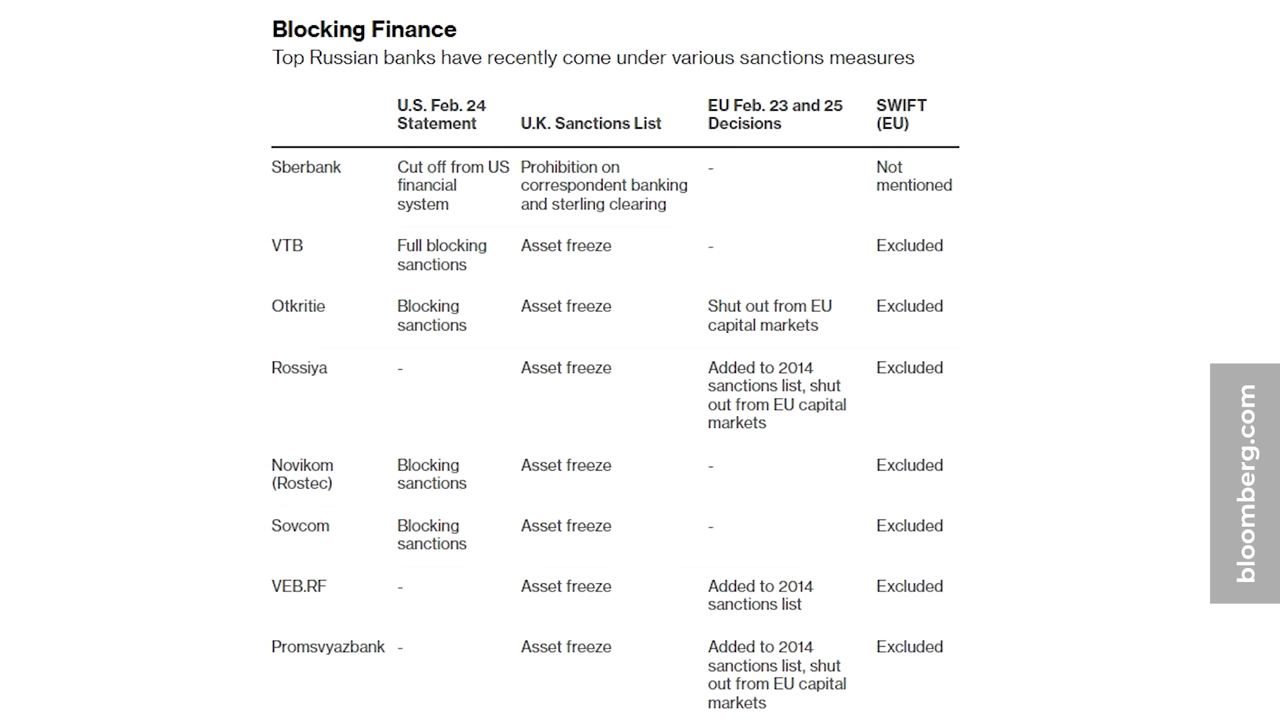 Blocking Finance
Top Russian banks have recently come under various sanctions measures
U.S. Feb. 24
Statement
U.K. Sanctions List
EU Feb. 23 and 25
Decisions
SWIFT
(EU)
Sberbank
Cut off from US
financial
system
Prohibition on
correspondent banking
and sterling clearing
-
Not
mentioned
VTB
Full blocking
sanctions
Asset freeze
-
Excluded
Otkritie
Blocking
sanctions
Asset freeze
Shut out from EU
capital markets
Excluded
Rossiya
-
Asset freeze
Added to 2014
sanctions list, shut
out from EU capital
markets
Excluded
Novikom
(Rostec)
Blocking
sanctions
Asset freeze
-
Excluded
Sovcom
Blocking
sanctions
Asset freeze
-
Excluded
VEB.RF
-
Asset freeze
Added to 2014
sanctions list
Excluded
Promsvyazbank
-
Asset freeze
Added to 2014
sanctions list, shut
out from EU capital
markets
Excluded
bloomberg.com